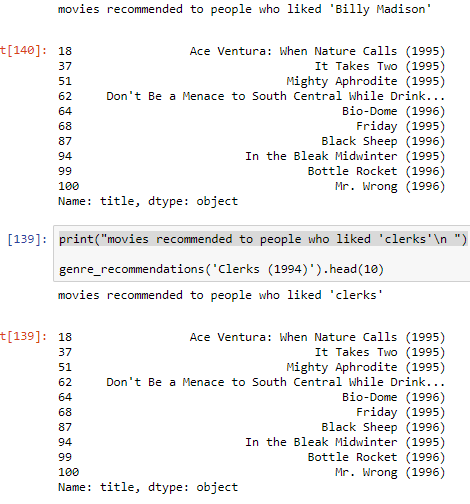 movies recommended to people who liked 'Billy Madison'
t[140]: 18 Ace Ventura: When Nature Calls (1995)
37 It Takes Two (1995)
51 Mighty Aphrodite (1995)
62 Don't Be a Menace to South Central While Drink...
64 Bio-Dome (1996)
68 Friday (1995)
87 Black Sheep (1996)
94 In the Bleak Midwinter (1995)
99 Bottle Rocket (1996)
100 Mr. Wrong (1996)
Name: title, dtype: object
[139]: print("movies recommended to people who liked 'clerks'\n ")
genre_recommendations('Clerks (1994)').head(10)
movies recommended to people who liked 'clerks'
t[139]: 18 Ace Ventura: When Nature Calls (1995)
37 It Takes Two (1995)
51 Mighty Aphrodite (1995)
62 Don't Be a Menace to South Central While Drink...
64 Bio-Dome (1996)
68 Friday (1995)
87 Black Sheep (1996)
94 In the Bleak Midwinter (1995)
99 Bottle Rocket (1996)
100 Mr. Wrong (1996)
Name: title, dtype: object